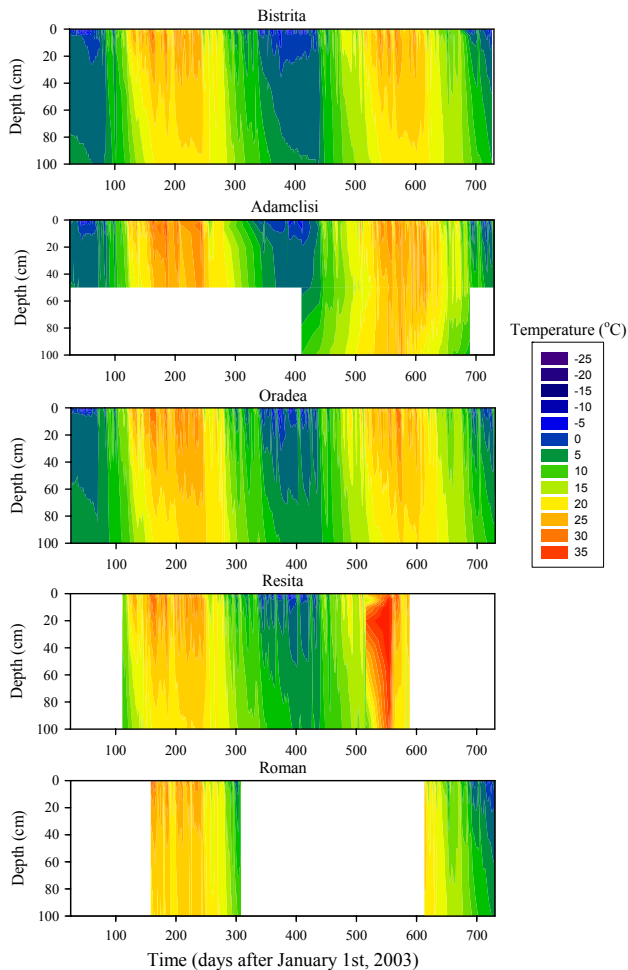 Bistrita
0
20
40
60
80
100
Depth (cm)
100 200 300 400 500 600 700
Adamclisi
0
20
40
60
80
100
Depth (cm)
100 200 300 400 500 600 700
Oradea
0
20
40
60
80
100
Depth (cm)
100 200 300 400 500 600 700
Resita
0
20
40
60
80
100
Depth (cm)
100 200 300 400 500 600 700
Roman
0
20
40
60
80
100
Depth (cm)
100 200 300 400 500 600 700
Time (days after January 1st, 2003)
Temperature (°C)
-25
-20
-15
-10
-5
0
5
10
15
20
25
30
35